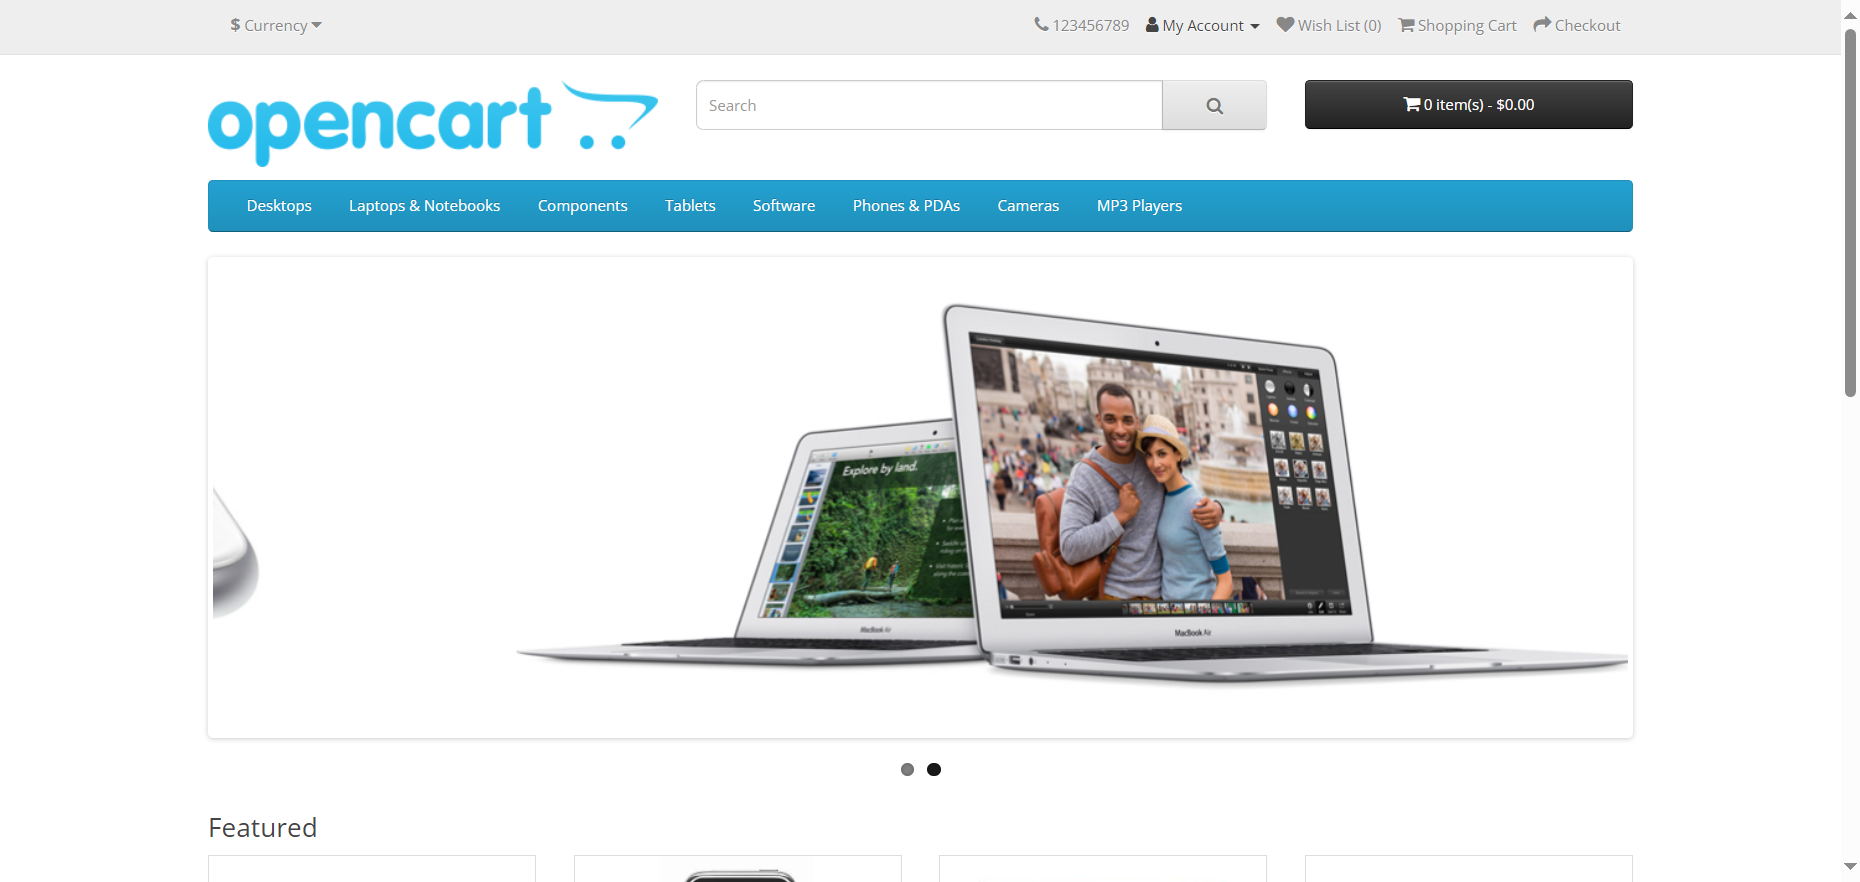 $ Currency
123456789 My Account Wish List (0) Shopping Cart Checkout
opencart
Search
0 item(s) - $0.00
Desktops Laptops & Notebooks Components Tablets Software Phones & PDAs Cameras MP3 Players
Explore by land.
MacBook Air
MacBook Air
Featured